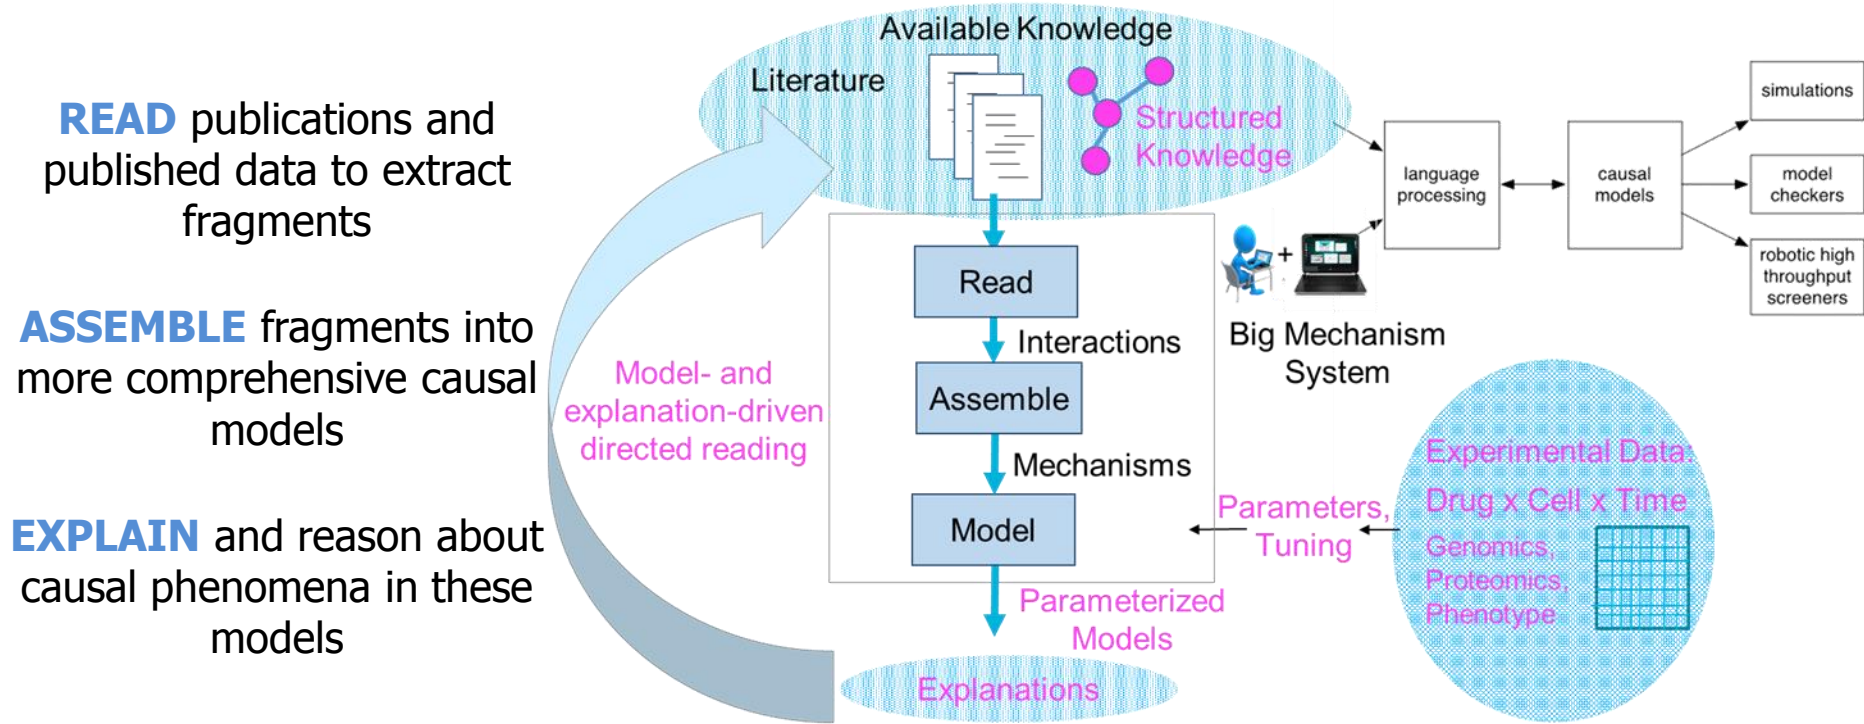 READ publications and
published data to extract
fragments
ASSEMBLE fragments into
more comprehensive causal
models
EXPLAIN and reason about
causal phenomena in these
models
Available Knowledge
Literature
Structured
Knowledge
Read
Interactions
Assemble
Mechanisms
Model
Parameterized
Models
Explanations
Model- and
explanation-driven
directed reading
+
Big Mechanism
System
language
processing
causal
models
simulations
model
checkers
robotic high
throughput
screeners
Parameters,
Tuning
Experimental Data:
Drug x Cell x Time
Genomics,
Proteomics,
Phenotype